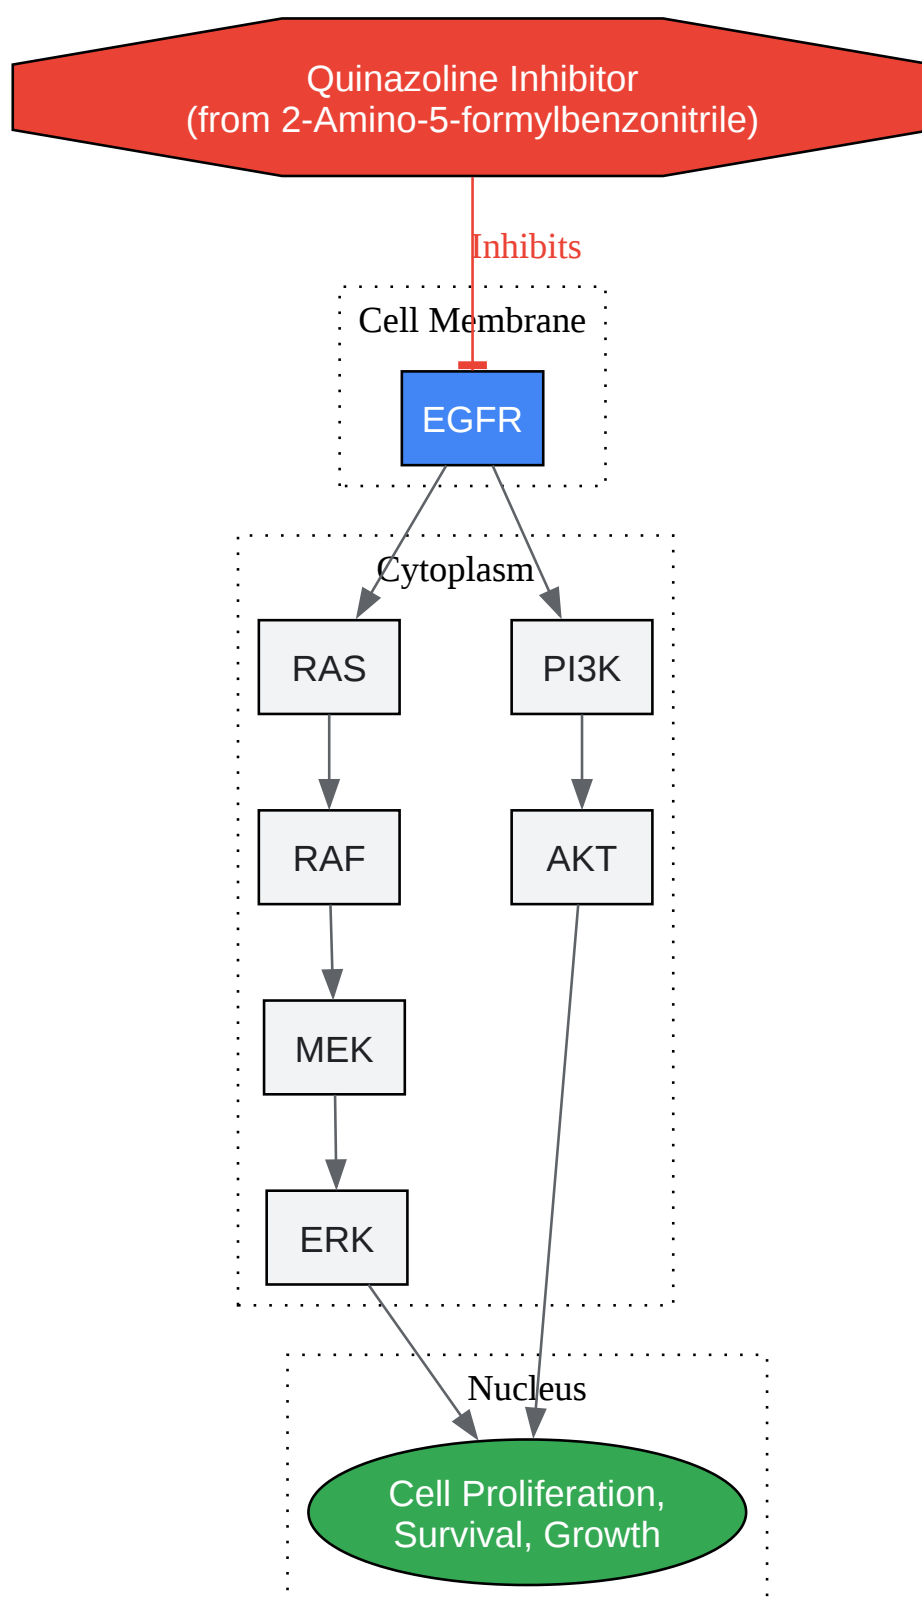 Quinazoline Inhibitor
(from 2-Amino-5-formylbenzonitrile)
Inhibits
Cell Membrane
EGFR
Cytoplasm
RAS
PI3K
RAF
AKT
MEK
ERK
Nucleus
Cell Proliferation,
Survival, Growth